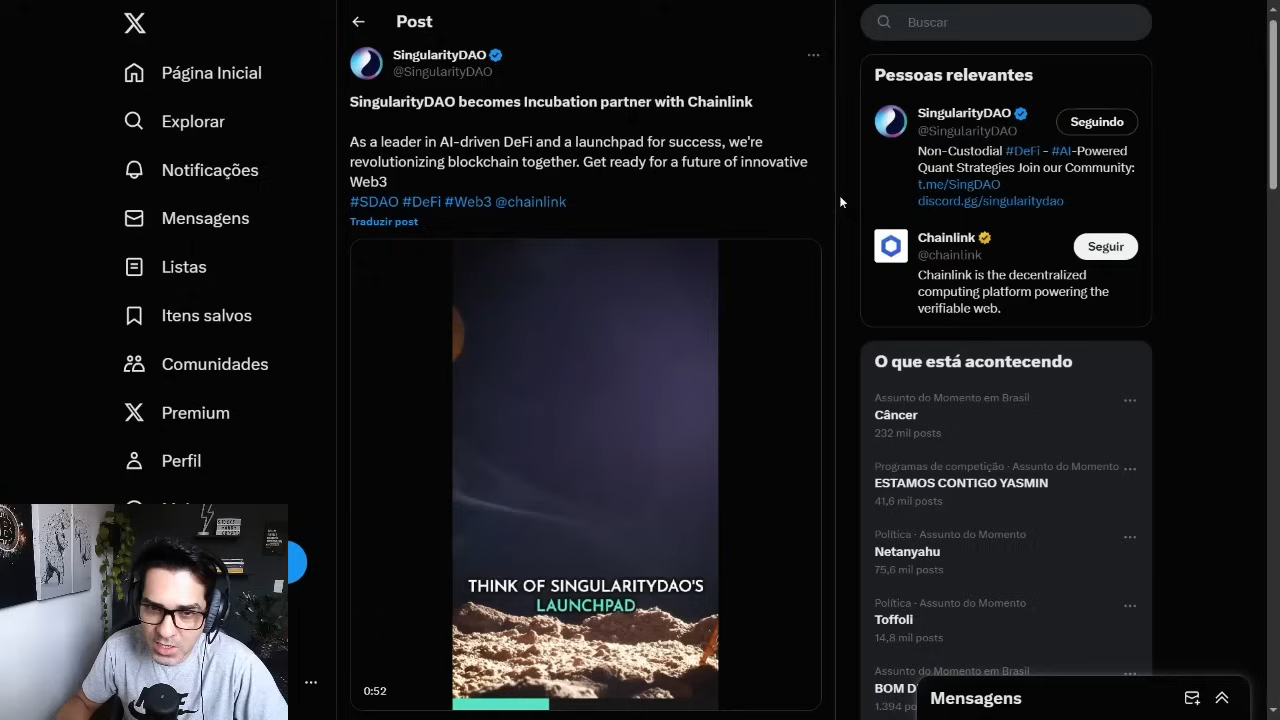 Página Inicial
Explorar
Notificações
Mensagens
Listas
Itens salvos
Comunidades
Premium
Perfil
Post
SingularityDAO
@SingularityDAO
SingularityDAO becomes Incubation partner with Chainlink
As a leader in AI-driven DeFi and a launchpad for success, we're
revolutionizing blockchain together. Get ready for a future of innovative
Web3
#SDAO #DeFi #Web3 @chainlink
Traduzir post
THINK OF SINGULARITYDAO'S
LAUNCHPAD
0:52
Buscar
Pessoas relevantes
SingularityDAO
@SingularityDAO
Seguindo
Non-Custodial #DeFi - #AI-Powered
Quant Strategies Join our Community:
t.me/SingDAO
discord.gg/singularitydao
Chainlink
@chainlink
Seguir
Chainlink is the decentralized
computing platform powering the
verifiable web.
O que está acontecendo
Assunto do Momento em Brasil
Câncer
232 mil posts
Programas de competição · Assunto do Momento
ESTAMOS CONTIGO YASMIN
41,6 mil posts
Política · Assunto do Momento
Netanyahu
75,6 mil posts
Política · Assunto do Momento
Toffoli
14,8 mil posts
Assunto do Momento em Brasil
BOM D
1.394 po
Mensagens